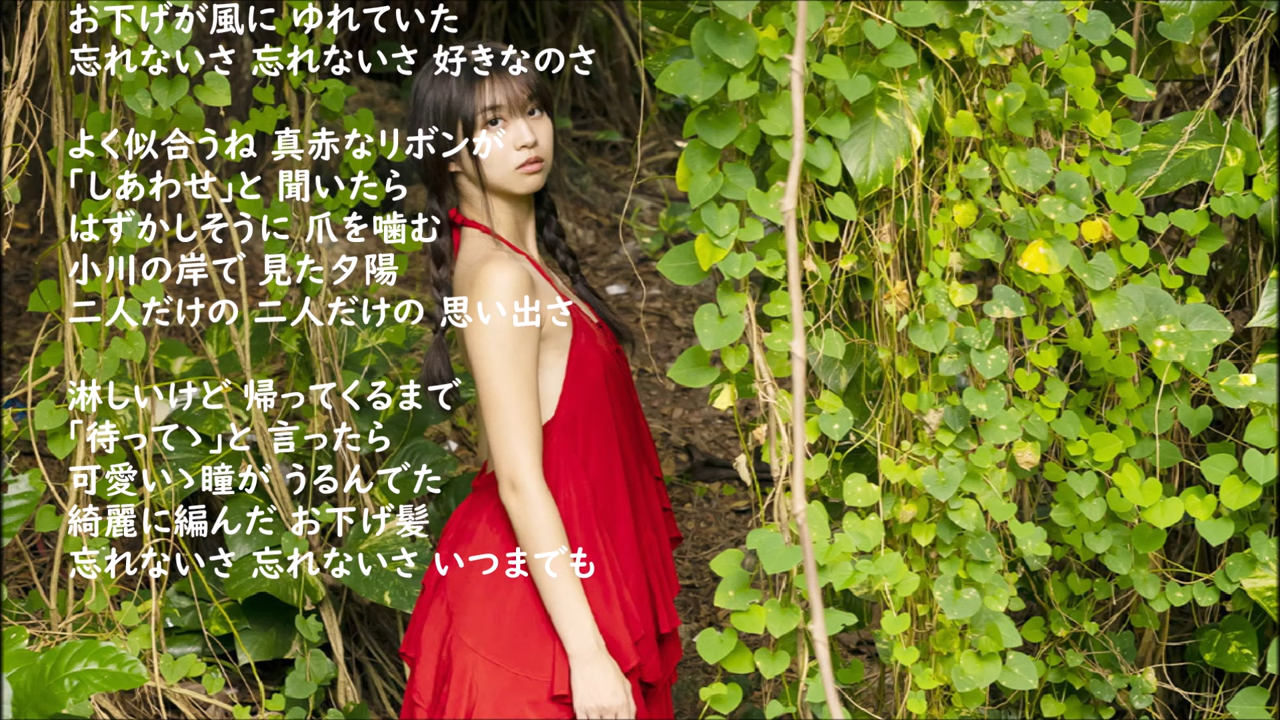 お下げが風に ゆれていた
忘れないさ 忘れないさ 好きなのさ
よく似合うね 真赤なリボンが
「しあわせ」と 聞いたら
はずかしそうに 爪を噛む
小川の岸で 見た夕陽
二人だけの 二人だけの 思い出さ
淋しいけど 帰ってくるまで
「待ってゝ」と 言ったら
可愛いゝ瞳が うるんでた
綺麗に編んだ お下げ髪
忘れないさ 忘れないさ いつまでも